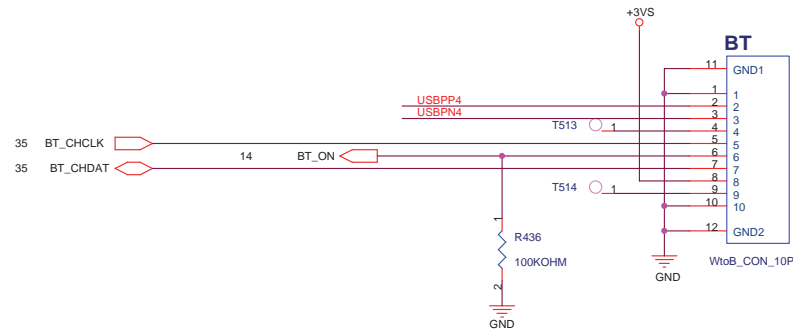 +3VS
BT
11 GND1
1 1
USBPP4 2 2
USBPN4 3 3
T513 1 4 4
35 BT_CHCLK 5 5
14 BT_ON 6 6
35 BT_CHDAT 7 7
8 8
T514 1 9 9
10 10
12 GND2
1
R436
100KOHM
2
GND
GND
WtoB_CON_10P